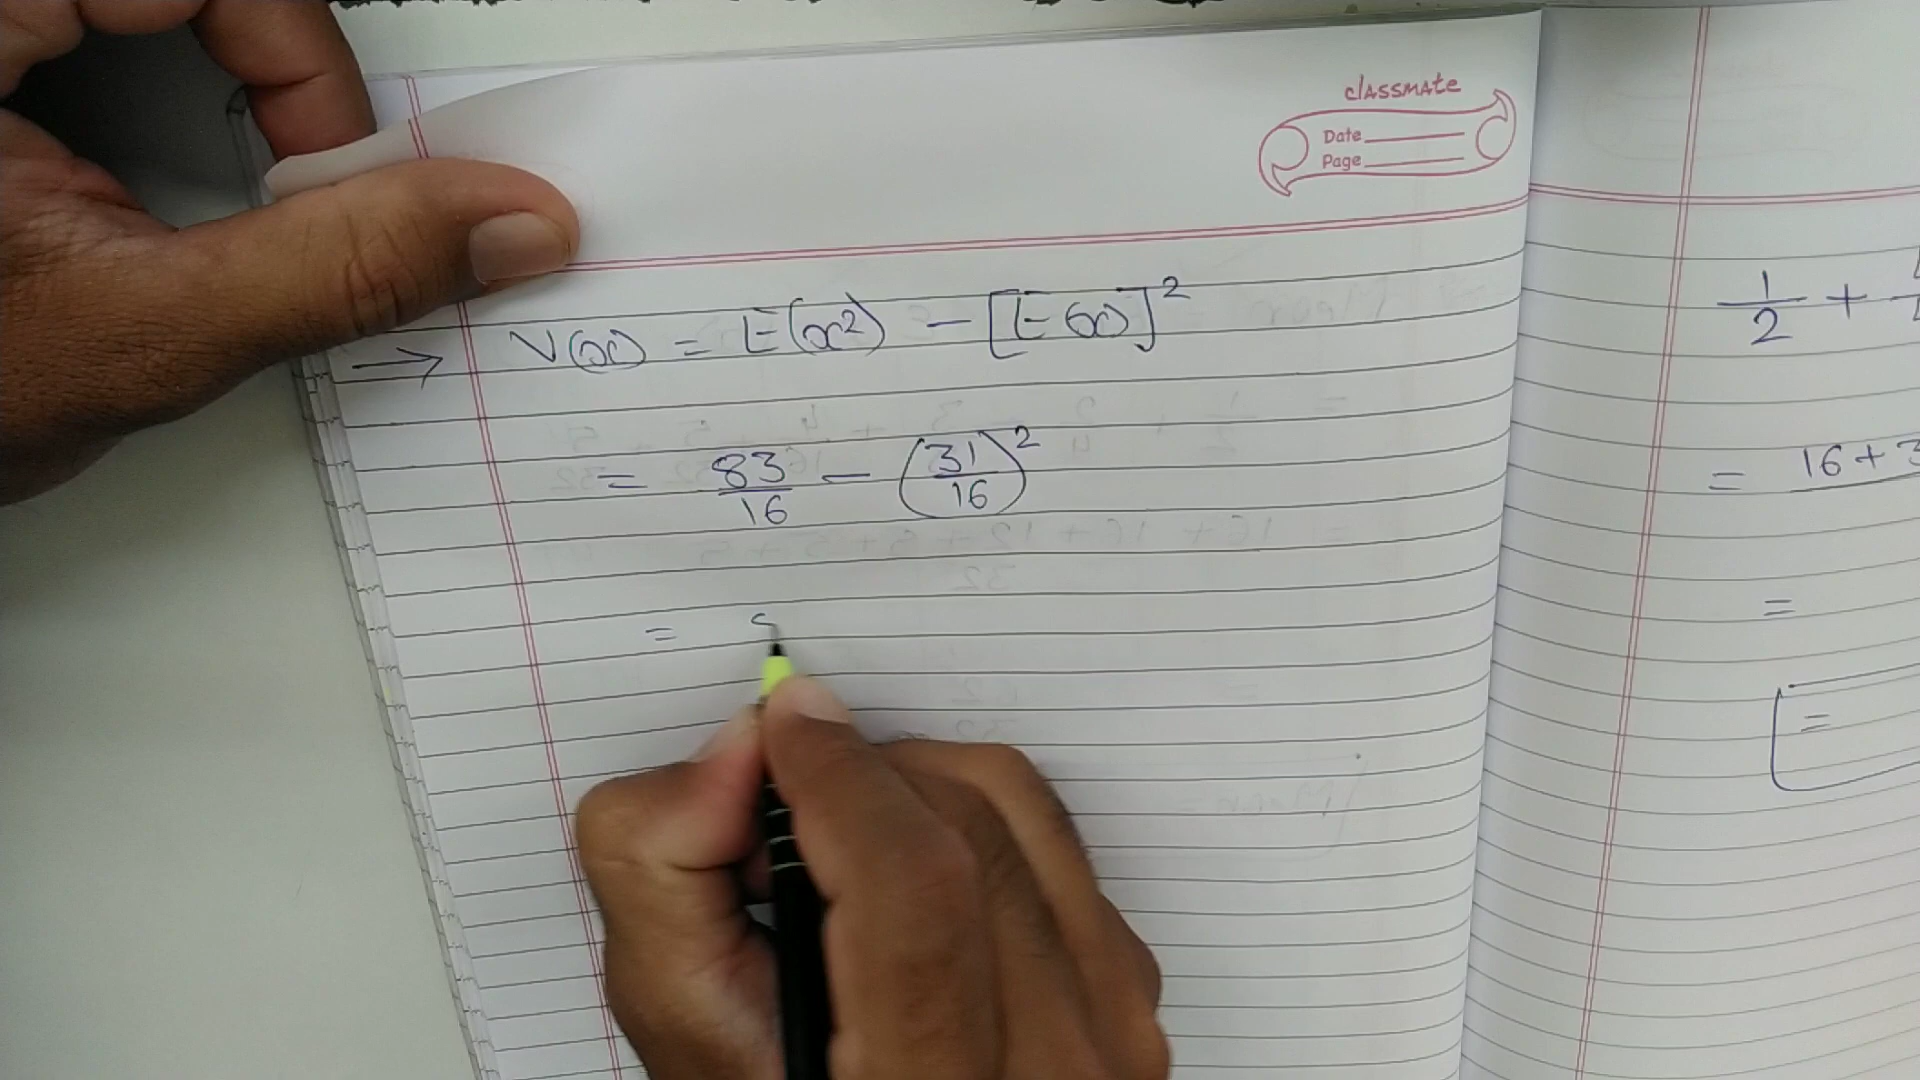 classmate
Date
Page
→ V(x) = E(x²) - [E(x)]²
= 83/16 - (31/16)²
=
1/2 +
= 16 + 3
=
=